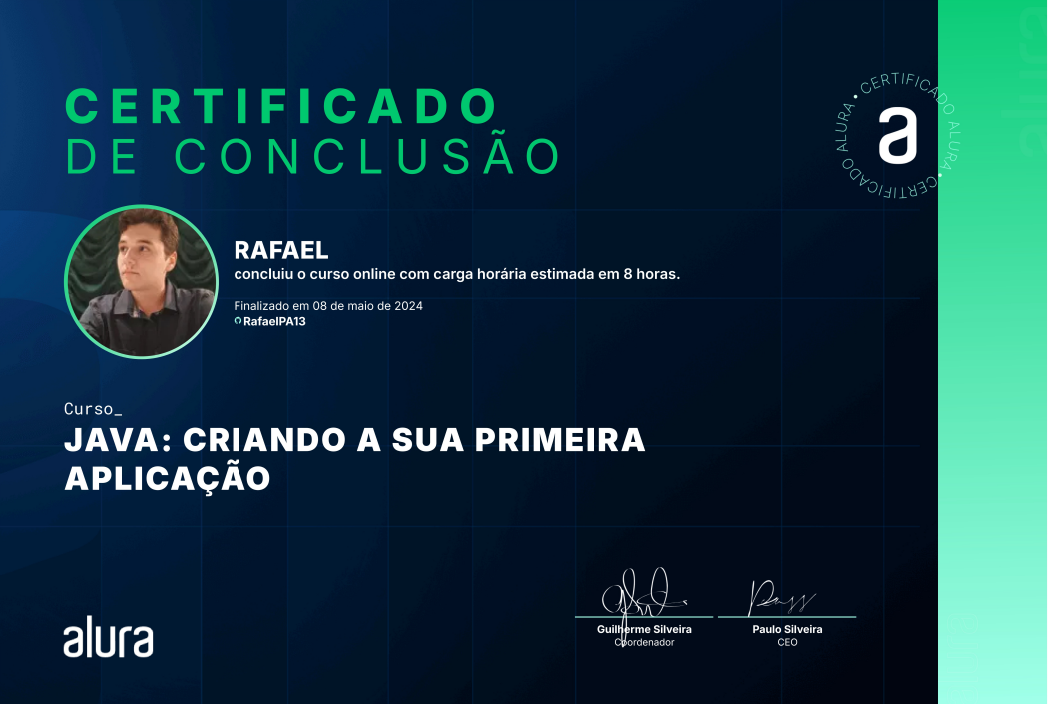 CERTIFICADO
DE CONCLUSÃO
CERTIFICADO ALURA • CERTIFICADO ALURA •
a
RAFAEL
concluiu o curso online com carga horária estimada em 8 horas.
Finalizado em 08 de maio de 2024
RafaelPA13
Curso_
JAVA: CRIANDO A SUA PRIMEIRA
APLICAÇÃO
alura
Guilherme Silveira
Coordenador
Paulo Silveira
CEO
alura